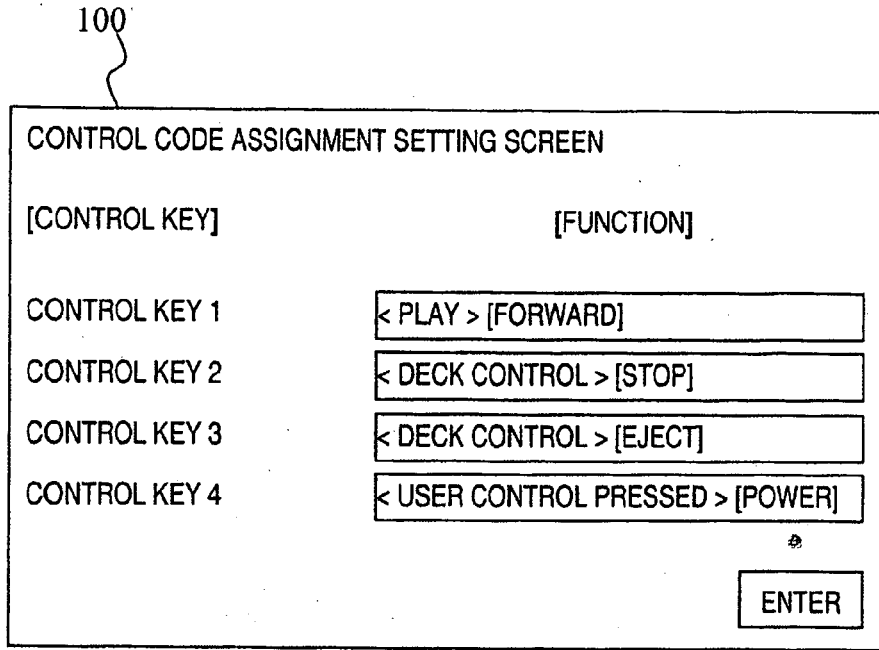 100
CONTROL CODE ASSIGNMENT SETTING SCREEN
[CONTROL KEY] [FUNCTION]
CONTROL KEY 1 < PLAY > [FORWARD]
CONTROL KEY 2 < DECK CONTROL > [STOP]
CONTROL KEY 3 < DECK CONTROL > [EJECT]
CONTROL KEY 4 < USER CONTROL PRESSED > [POWER]
ENTER